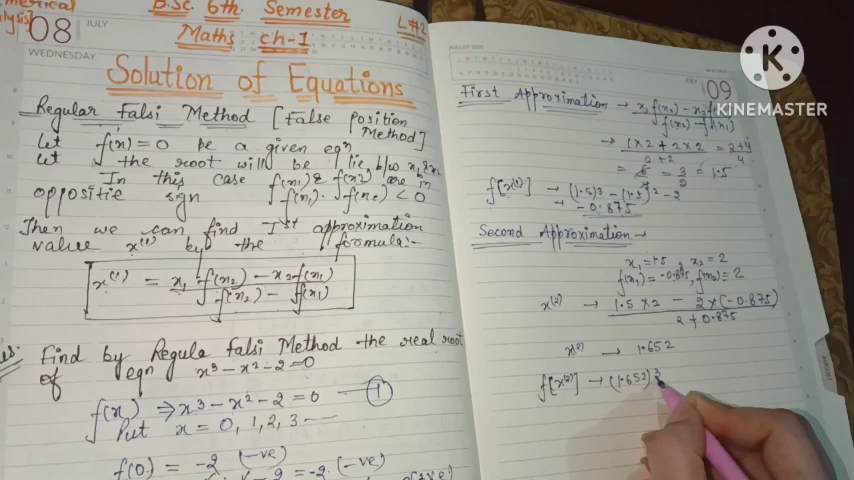 B.Sc. 6th Semester
Maths ch-1
L#2
08 JULY
WEDNESDAY
Solution of Equations
Regular Falsi Method [False position Method]
Let f(x) = 0 be a given eqn
Let the root will be lie b/w x1 & x2
In this case f(x1) & f(x2) are in
oppositie sgn f(x1) . f(x2) < 0
Then we can find Ist approximation
value x(1) by the formula:-
x(1) = x1 f(x2) - x2 f(x1)
f(x2) - f(x1)
Find by Regula falsi Method the real root
of eqn x3 - x2 - 2 = 0
f(x) ⇒ x3 - x2 - 2 = 0 — 1
Put x = 0, 1, 2, 3 —
f(0) = -2 (-ve)
- 2 = -2 (-ve)
09
KINEMASTER
First Approximation → x1 f(x2) - x2
f(x2) - f(x1)
→ 1x2 + 2x2 = 2+4
2+2 4
= 6 = 3 = 1.5
4 2
f[x(1)] → (1.5)3 - (1.5)2 - 2
→ -0.875
Second Approximation →
x1 = 1.5, x2 = 2
f(x1) = -0.875, f(x2) = 2
x(2) → 1.5 x 2 - 2 x (-0.875)
2 + 0.875
x(2) → 1.652
f[x(2)] → (1.652)3